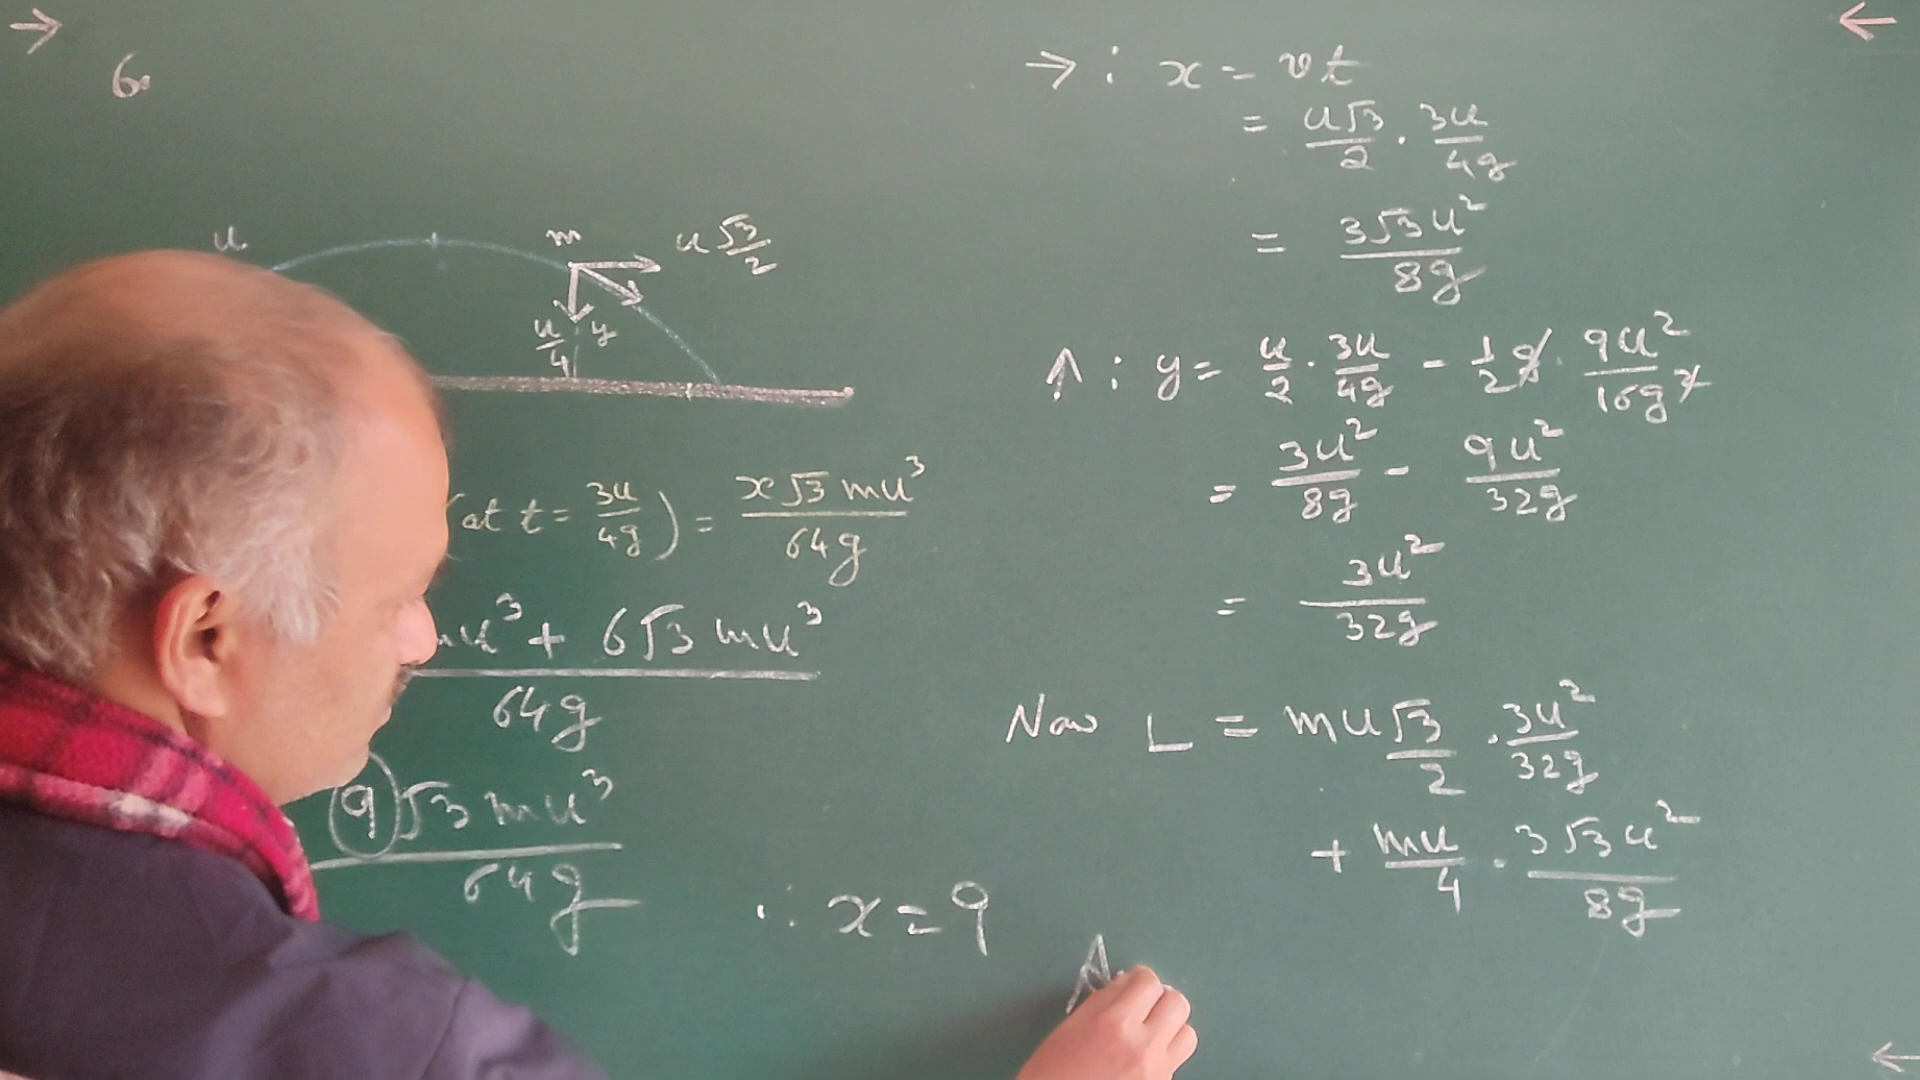 6.
u
m
u √3/2
u/4 y
(at t = 3u/4g) = x√3 mu³/64g
mu³ + 6√3 mu³
64g
9 √3 mu³
64g
∴ x = 9
→ : x = vt
= u√3/2 . 3u/4g
= 3√3u²/8g
↑ : y = u/2 . 3u/4g - 1/2 g . 9u²/16g²
= 3u²/8g - 9u²/32g
= 3u²/32g
Now L = mu√3/2 . 3u²/32g
+ mu/4 . 3√3u²/8g